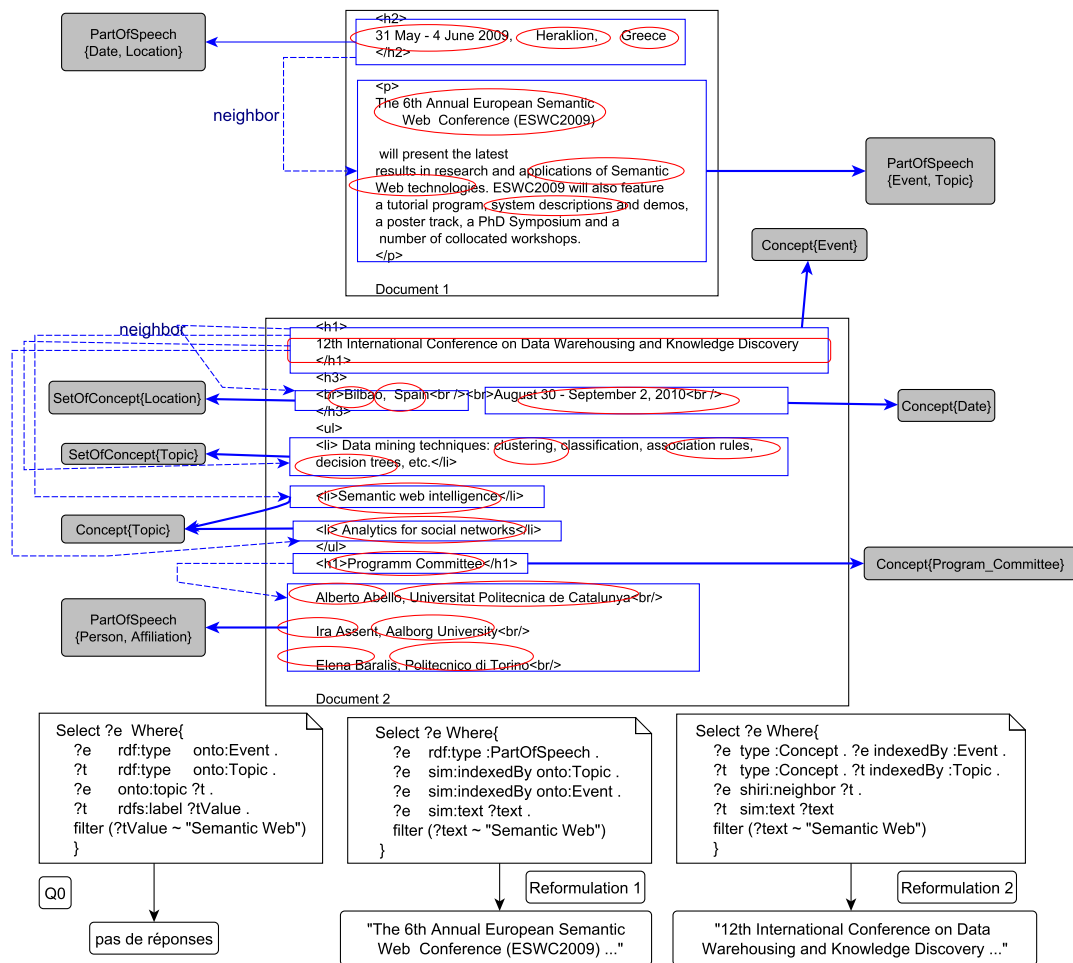 PartOfSpeech
{Date, Location}
<h2>
31 May - 4 June 2009, Heraklion, Greece
</h2>
neighbor
<p>
The 6th Annual European Semantic
Web Conference (ESWC2009)
will present the latest
results in research and applications of Semantic
Web technologies. ESWC2009 will also feature
a tutorial program, system descriptions and demos,
a poster track, a PhD Symposium and a
number of collocated workshops.
</p>
Document 1
PartOfSpeech
{Event, Topic}
Concept{Event}
neighbor
<h1>
12th International Conference on Data Warehousing and Knowledge Discovery
</h1>
<h3>
<br>Bilbao, Spain<br /><br>August 30 - September 2, 2010<br />
</h3>
<ul>
<li> Data mining techniques: clustering, classification, association rules,
decision trees, etc.</li>
<li>Semantic web intelligence</li>
<li> Analytics for social networks</li>
</ul>
<h1>Programm Committee</h1>
Alberto Abello, Universitat Politecnica de Catalunya<br/>
Ira Assent, Aalborg University<br/>
Elena Baralis, Politecnico di Torino<br/>
Document 2
SetOfConcept{Location}
Concept{Date}
SetOfConcept{Topic}
Concept{Topic}
Concept{Program_Committee}
PartOfSpeech
{Person, Affiliation}
Select ?e Where{
?e rdf:type onto:Event .
?t rdf:type onto:Topic .
?e onto:topic ?t .
?t rdfs:label ?tValue .
filter (?tValue ~ "Semantic Web")
}
Q0
pas de réponses
Select ?e Where{
?e rdf:type :PartOfSpeech .
?e sim:indexedBy onto:Topic .
?e sim:indexedBy onto:Event .
?e sim:text ?text .
filter (?text ~ "Semantic Web")
}
Reformulation 1
"The 6th Annual European Semantic
Web Conference (ESWC2009) ..."
Select ?e Where{
?e type :Concept . ?e indexedBy :Event .
?t type :Concept . ?t indexedBy :Topic .
?e shiri:neighbor ?t .
?t sim:text ?text
filter (?text ~ "Semantic Web")
}
Reformulation 2
"12th International Conference on Data
Warehousing and Knowledge Discovery ..."